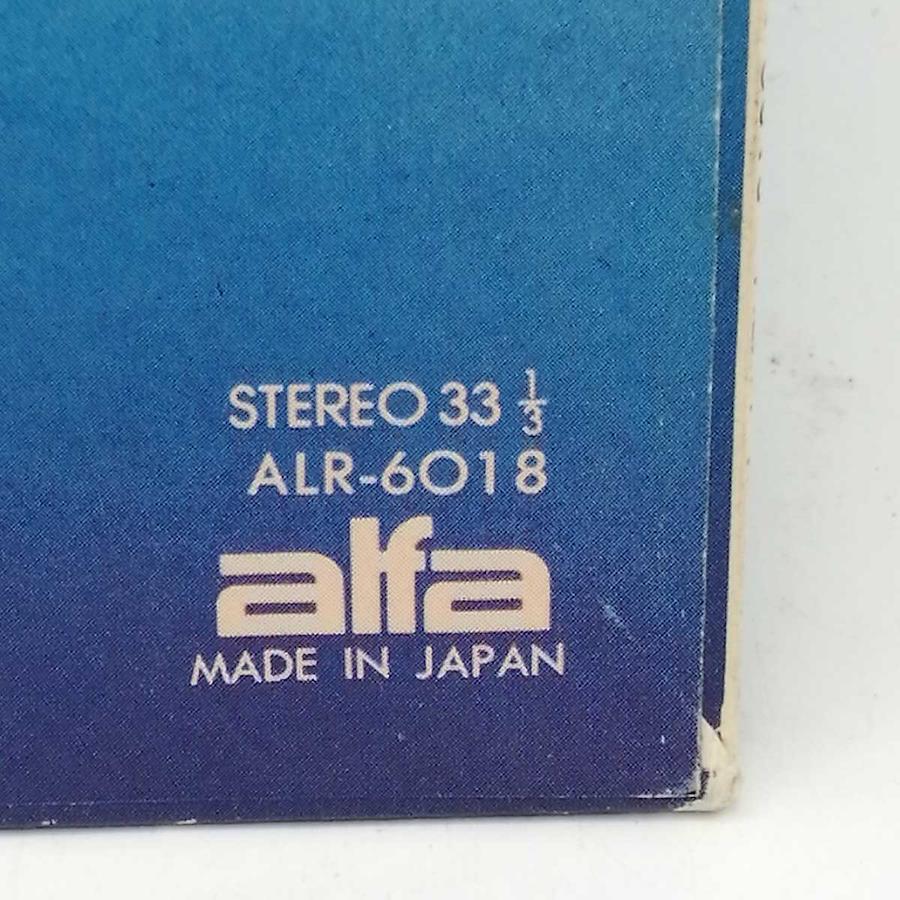 STEREO 33 1/3
ALR-6018
alfa
MADE IN JAPAN